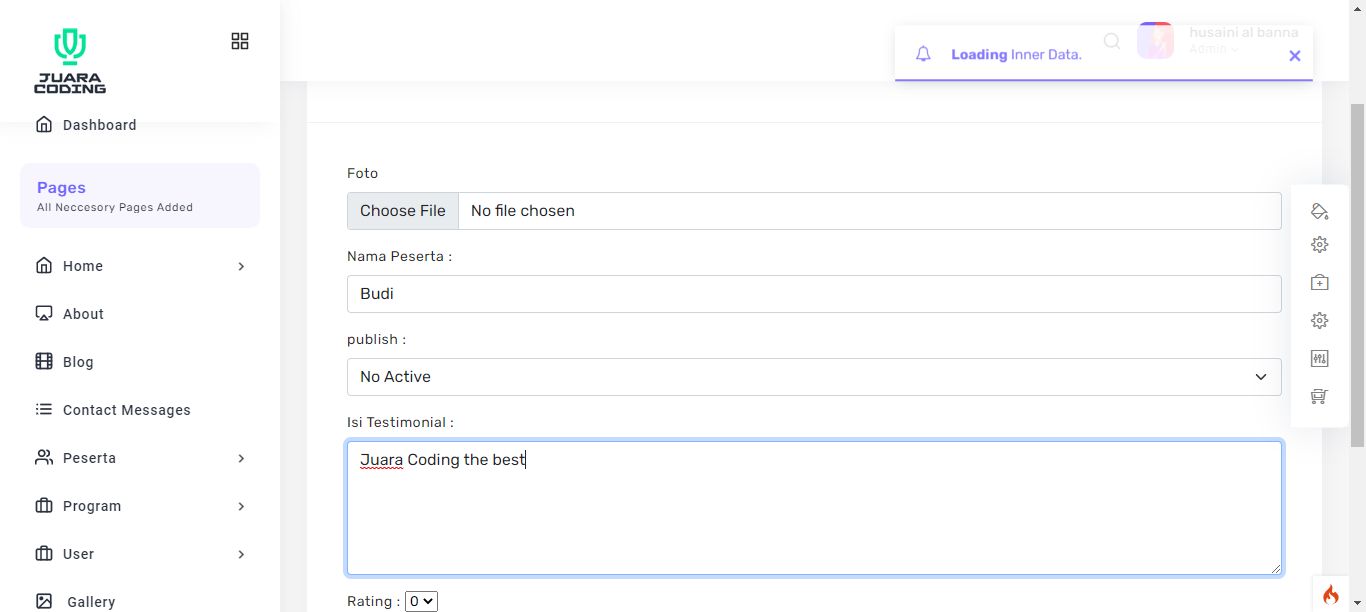 JUARA
CODING
Dashboard
Pages
All Neccesory Pages Added
Home
About
Blog
Contact Messages
Peserta
Program
User
Gallery
husaini al banna
Admin
Loading Inner Data.
Foto
Choose File No file chosen
Nama Peserta :
Budi
publish :
No Active
Isi Testimonial :
Juara Coding the best
Rating : 0